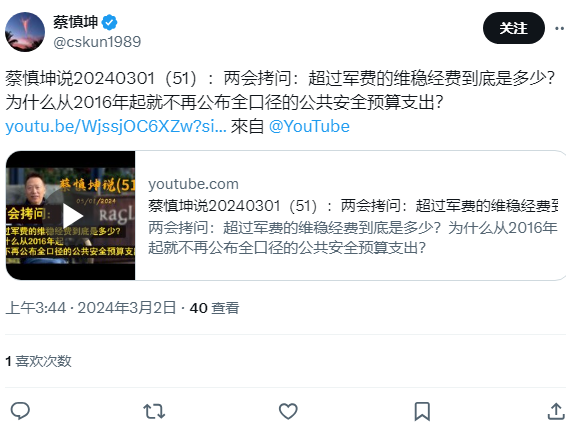 蔡慎坤
@cskun1989
关注
蔡慎坤说20240301（51）：两会拷问：超过军费的维稳经费到底是多少？
为什么从2016年起就不再公布全口径的公共安全预算支出？
youtu.be/WjssjOC6XZw?si... 來自 @YouTube
蔡慎坤说(51
03/01/2024
会拷问:
Ragl
过军费的维稳经费到底是多少?
什么从2016年起
不再公布全口径的公共安全预算支出
youtube.com
蔡慎坤说20240301（51）：两会拷问：超过军费的维稳经费到
两会拷问：超过军费的维稳经费到底是多少？为什么从2016年
起就不再公布全口径的公共安全预算支出？
上午3:44 · 2024年3月2日 · 40 查看
1 喜欢次数